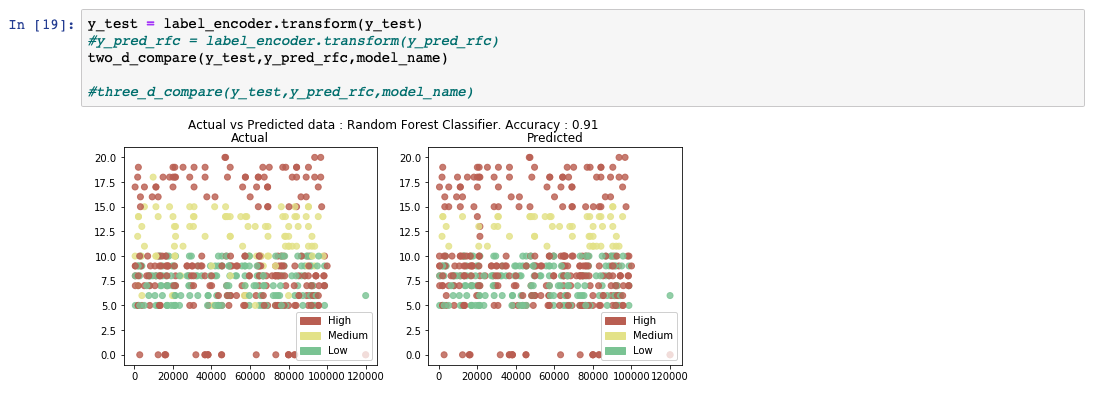 In [19]: y_test = label_encoder.transform(y_test)
#y_pred_rfc = label_encoder.transform(y_pred_rfc)
two_d_compare(y_test,y_pred_rfc,model_name)
#three_d_compare(y_test,y_pred_rfc,model_name)
Actual vs Predicted data : Random Forest Classifier. Accuracy : 0.91
Actual
20.0
17.5
15.0
12.5
10.0
7.5
5.0
2.5
0.0
High
Medium
Low
0 20000 40000 60000 80000 100000 120000
Predicted
20.0
17.5
15.0
12.5
10.0
7.5
5.0
2.5
0.0
High
Medium
Low
0 20000 40000 60000 80000 100000 120000